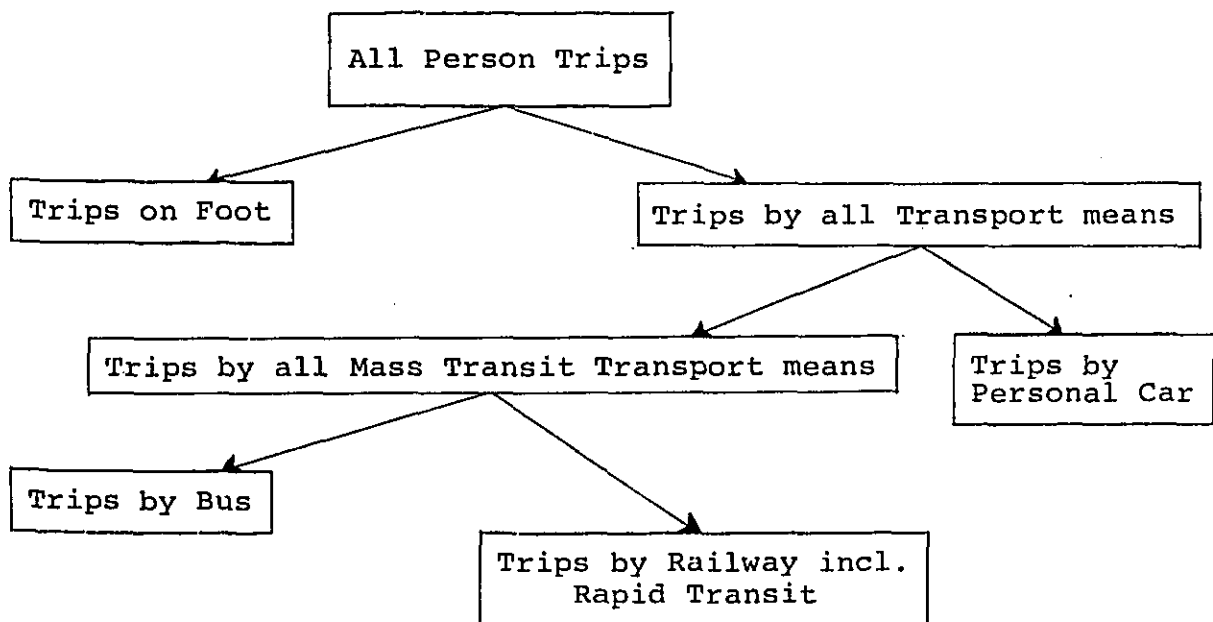 All Person Trips
Trips on Foot
Trips by all Transport means
Trips by all Mass Transit Transport means
Trips by
Personal Car
Trips by Bus
Trips by Railway incl.
Rapid Transit